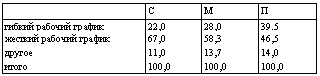 С М П
гибкий рабочий график 22,0 28,0 39.5
жесткий рабочий график 67,0 58,3 46,5
другое 11,0 13,7 14,0
итого 100,0 100,0 100,0